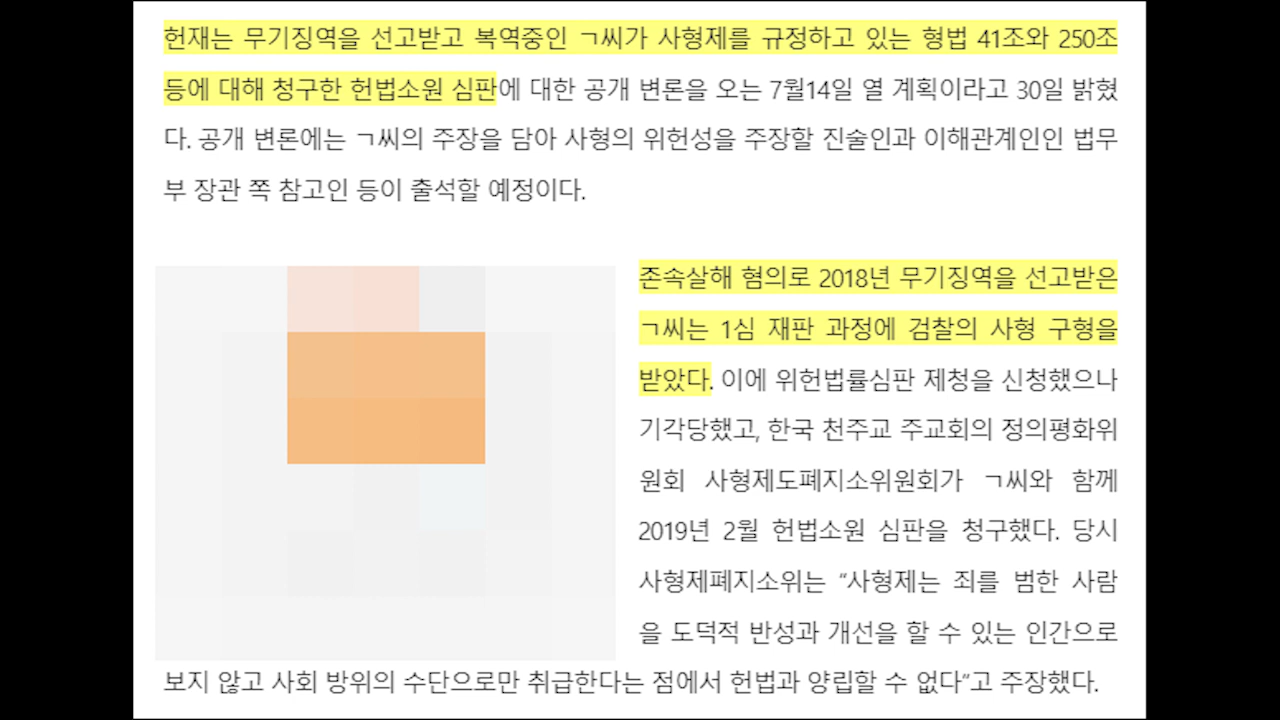 헌재는 무기징역을 선고받고 복역중인 ㄱ씨가 사형제를 규정하고 있는 형법 41조와 250조
등에 대해 청구한 헌법소원 심판에 대한 공개 변론을 오는 7월14일 열 계획이라고 30일 밝혔
다. 공개 변론에는 ㄱ씨의 주장을 담아 사형의 위헌성을 주장할 진술인과 이해관계인인 법무
부 장관 쪽 참고인 등이 출석할 예정이다.
존속살해 혐의로 2018년 무기징역을 선고받은
ㄱ씨는 1심 재판 과정에 검찰의 사형 구형을
받았다. 이에 위헌법률심판 제청을 신청했으나
기각당했고, 한국 천주교 주교회의 정의평화위
원회 사형제도폐지소위원회가 ㄱ씨와 함께
2019년 2월 헌법소원 심판을 청구했다. 당시
사형제폐지소위는 “사형제는 죄를 범한 사람
을 도덕적 반성과 개선을 할 수 있는 인간으로
보지 않고 사회 방위의 수단으로만 취급한다는 점에서 헌법과 양립할 수 없다”고 주장했다.